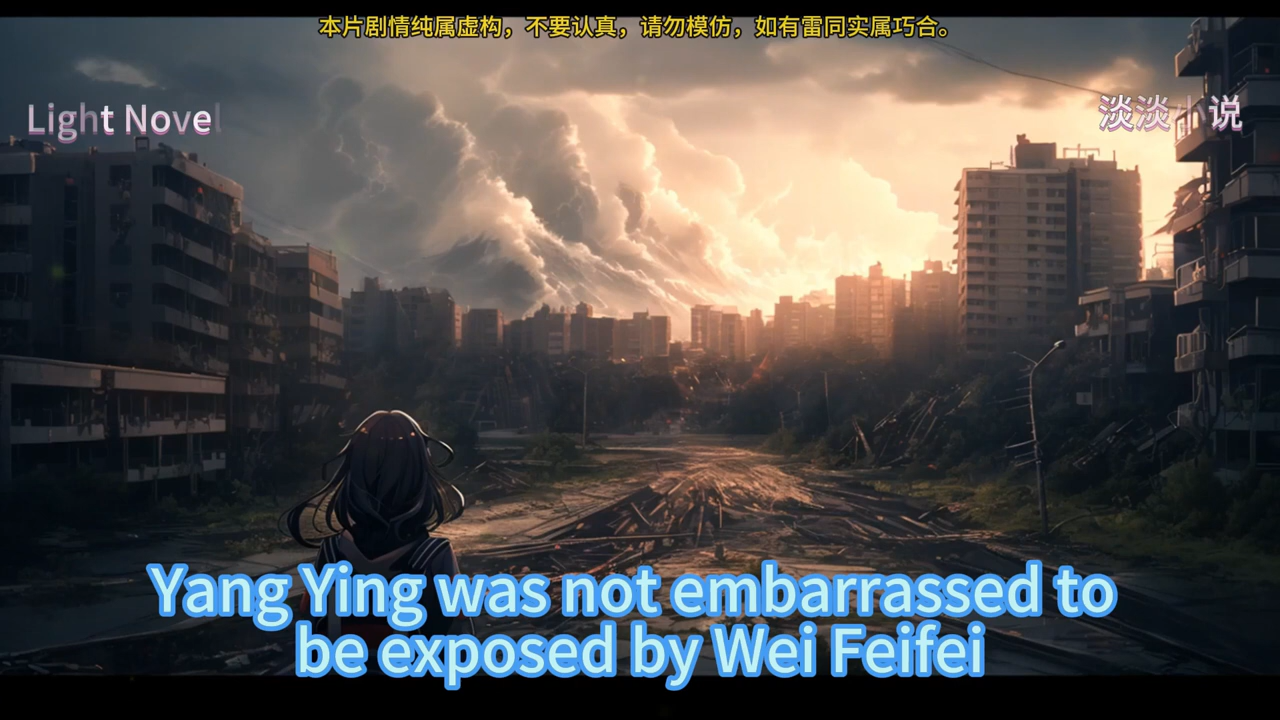 本片剧情纯属虚构，不要认真，请勿模仿，如有雷同实属巧合。
Light Novel
淡淡小说
Yang Ying was not embarrassed to
be exposed by Wei Feifei